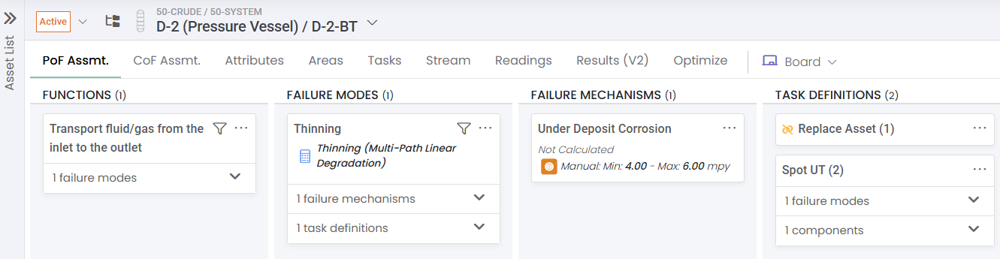 Asset List
Active
50-CRUDE / 50-SYSTEM
D-2 (Pressure Vessel) / D-2-BT
PoF Assmt. CoF Assmt. Attributes Areas Tasks Stream Readings Results (V2) Optimize Board
FUNCTIONS (1)
Transport fluid/gas from the
inlet to the outlet
1 failure modes
FAILURE MODES (1)
Thinning
Thinning (Multi-Path Linear
Degradation)
1 failure mechanisms
1 task definitions
FAILURE MECHANISMS (1)
Under Deposit Corrosion
Not Calculated
Manual: Min: 4.00 - Max: 6.00 mpy
TASK DEFINITIONS (2)
Replace Asset (1)
Spot UT (2)
1 failure modes
1 components